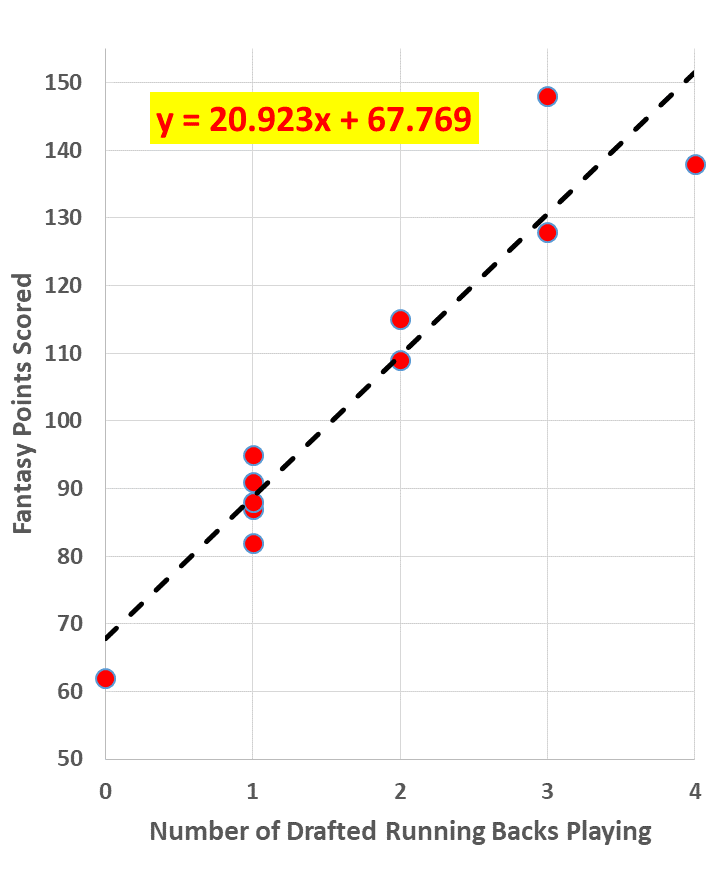 y = 20.923x + 67.769
150
140
130
120
110
100
90
80
70
60
50
Fantasy Points Scored
0 1 2 3 4
Number of Drafted Running Backs Playing